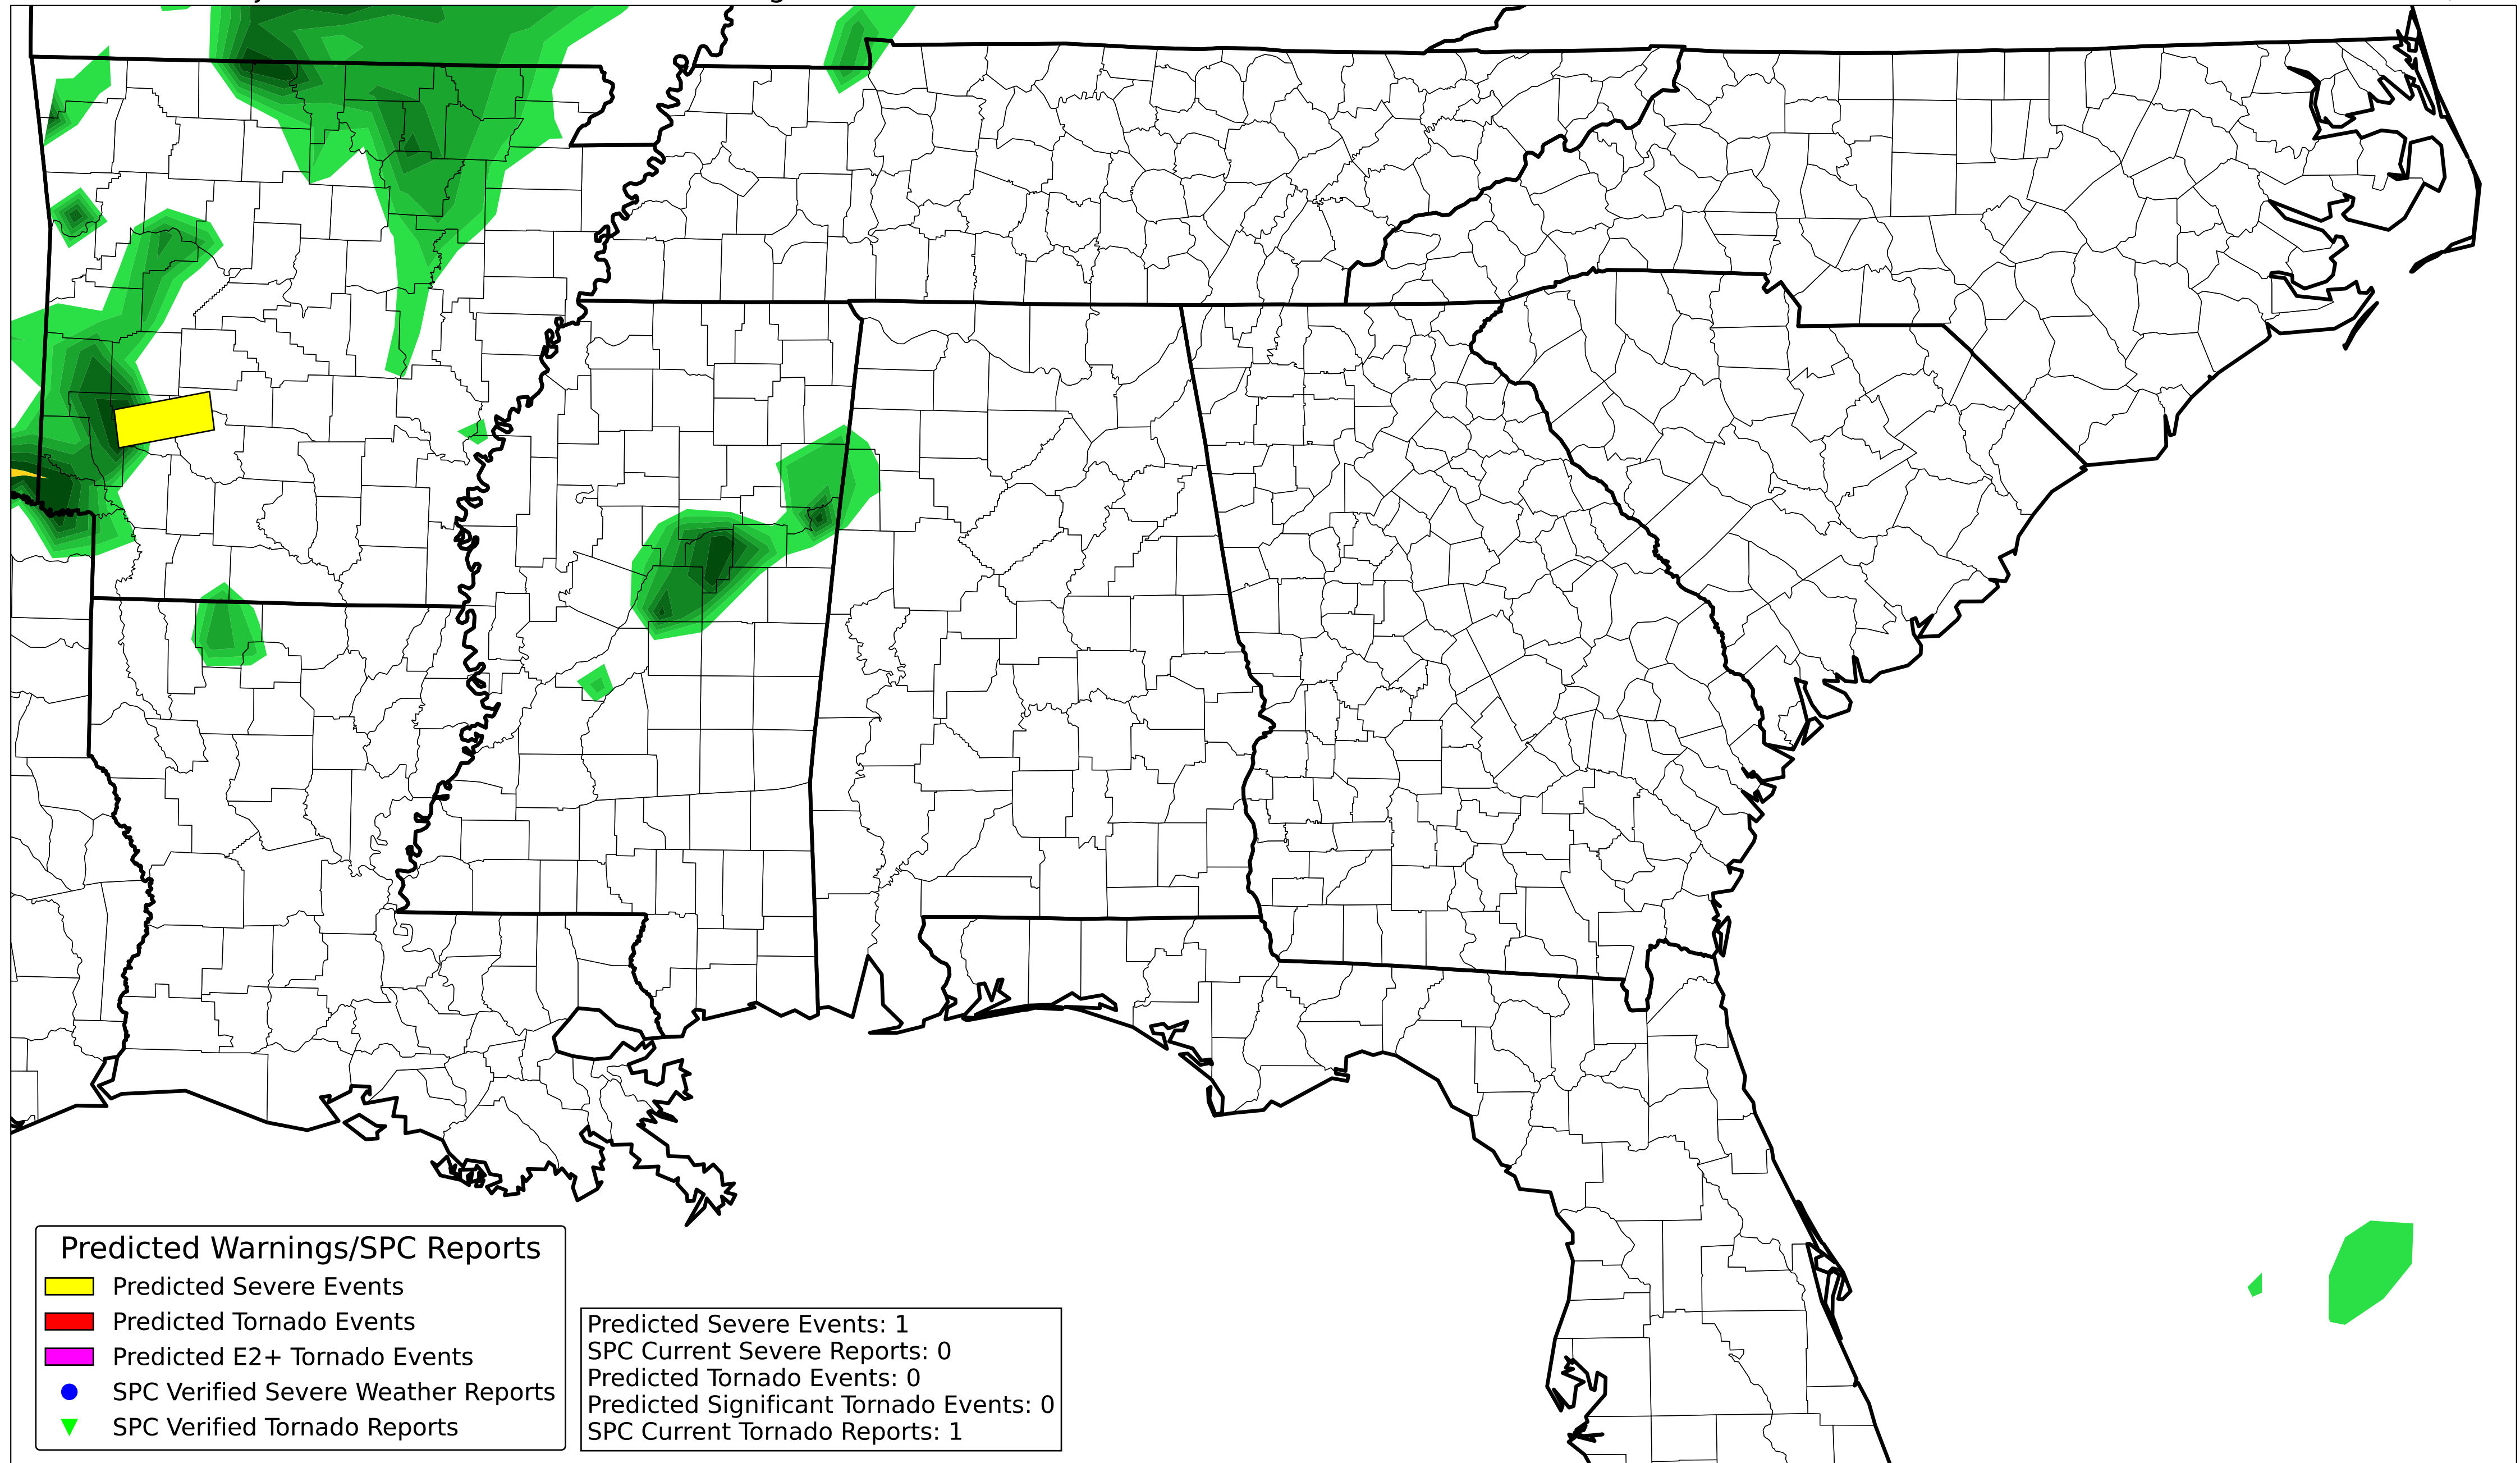 Predicted Warnings/SPC Reports
Predicted Severe Events
Predicted Tornado Events
Predicted E2+ Tornado Events
SPC Verified Severe Weather Reports
SPC Verified Tornado Reports
Predicted Severe Events: 1
SPC Current Severe Reports: 0
Predicted Tornado Events: 0
Predicted Significant Tornado Events: 0
SPC Current Tornado Reports: 1